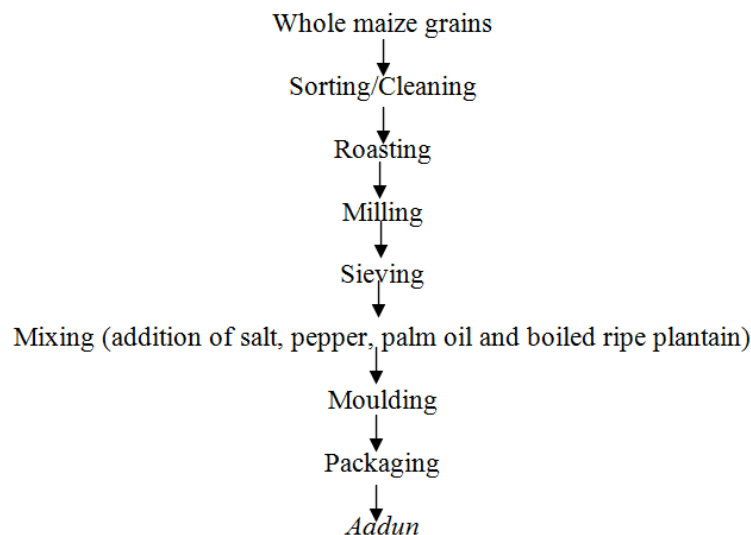 Whole maize grains
Sorting/Cleaning
Roasting
Milling
Sieving
Mixing (addition of salt, pepper, palm oil and boiled ripe plantain)
Moulding
Packaging
Aadun